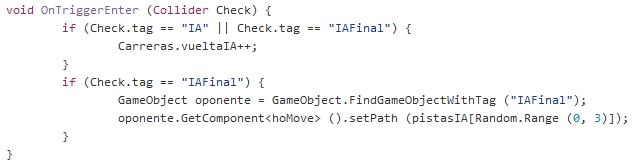 void OnTriggerEnter (Collider Check) {
if (Check.tag == "IA" || Check.tag == "IAFinal") {
Carreras.vueltaIA++;
}
if (Check.tag == "IAFinal") {
GameObject oponente = GameObject.FindGameObjectWithTag ("IAFinal");
oponente.GetComponent<hoMove> ().setPath (pistasIA[Random.Range (0, 3)]);
}
}